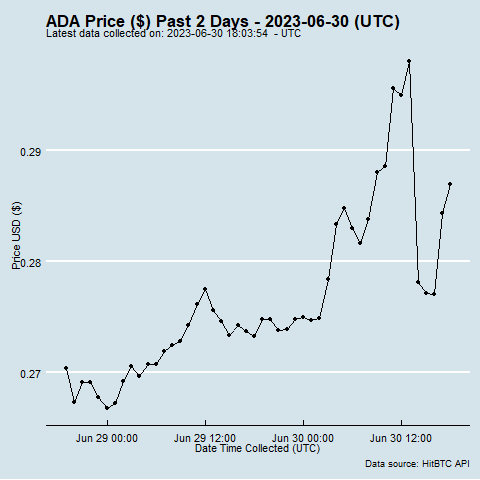 ADA Price ($) Past 2 Days - 2023-06-30 (UTC)
Latest data collected on: 2023-06-30 18:03:54 - UTC
0.29
0.28
0.27
Price USD ($)
Jun 29 00:00 Jun 29 12:00 Jun 30 00:00 Jun 30 12:00
Date Time Collected (UTC)
Data source: HitBTC API